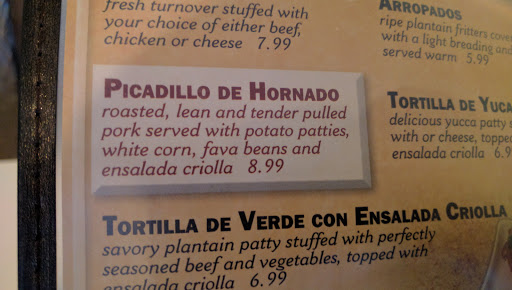 fresh turnover stuffed with
your choice of either beef,
chicken or cheese 7.99
PICADILLO DE HORNADO
roasted, lean and tender pulled
pork served with potato patties,
white corn, fava beans and
ensalada criolla 8.99
TORTILLA DE VERDE CON ENSALADA CRIOLLA
savory plantain patty stuffed with perfectly
seasoned beef and vegetables, topped with
ensalada criolla 6.99
ARROPADOS
ripe plantain fritters cover
with a light breading and
served warm 5.99
TORTILLA DE YUCA
delicious yucca patty s
with or cheese, topped
ensalada criolla 6.9